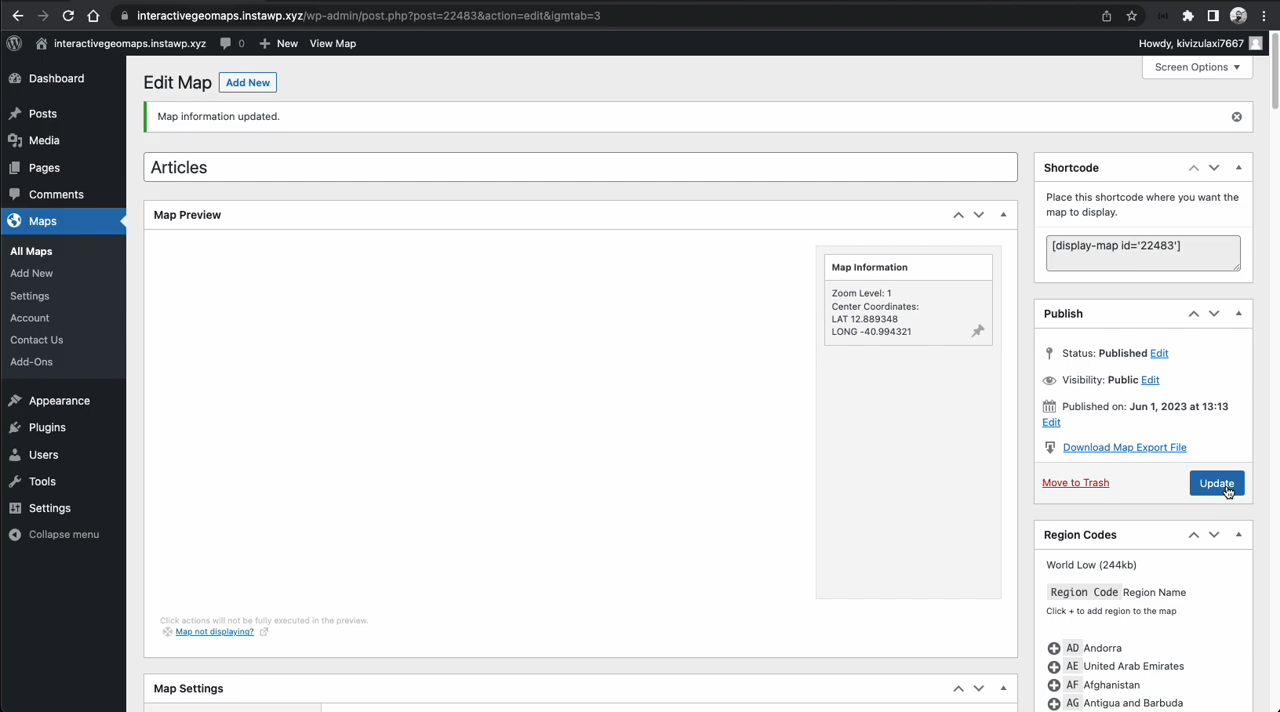 interactivegeomaps.instawp.xyz/wp-admin/post.php?post=22483&action=edit&igmtab=3
interactivegeomaps.instawp.xyz 0 New View Map Howdy, kivizulaxi7667
Dashboard
Posts
Media
Pages
Comments
Maps
All Maps
Add New
Settings
Account
Contact Us
Add-Ons
Appearance
Plugins
Users
Tools
Settings
Collapse menu
Screen Options
Edit Map Add New
Map information updated.
Articles
Map Preview
Map Information
Zoom Level: 1
Center Coordinates:
LAT 12.889348
LONG -40.994321
Click actions will not be fully executed in the preview.
Map not displaying?
Map Settings
Shortcode
Place this shortcode where you want the
map to display.
[display-map id='22483']
Publish
Status: Published Edit
Visibility: Public Edit
Published on: Jun 1, 2023 at 13:13
Edit
Download Map Export File
Move to Trash Update
Region Codes
World Low (244kb)
Region Code Region Name
Click + to add region to the map
AD Andorra
AE United Arab Emirates
AF Afghanistan
AG Antigua and Barbuda